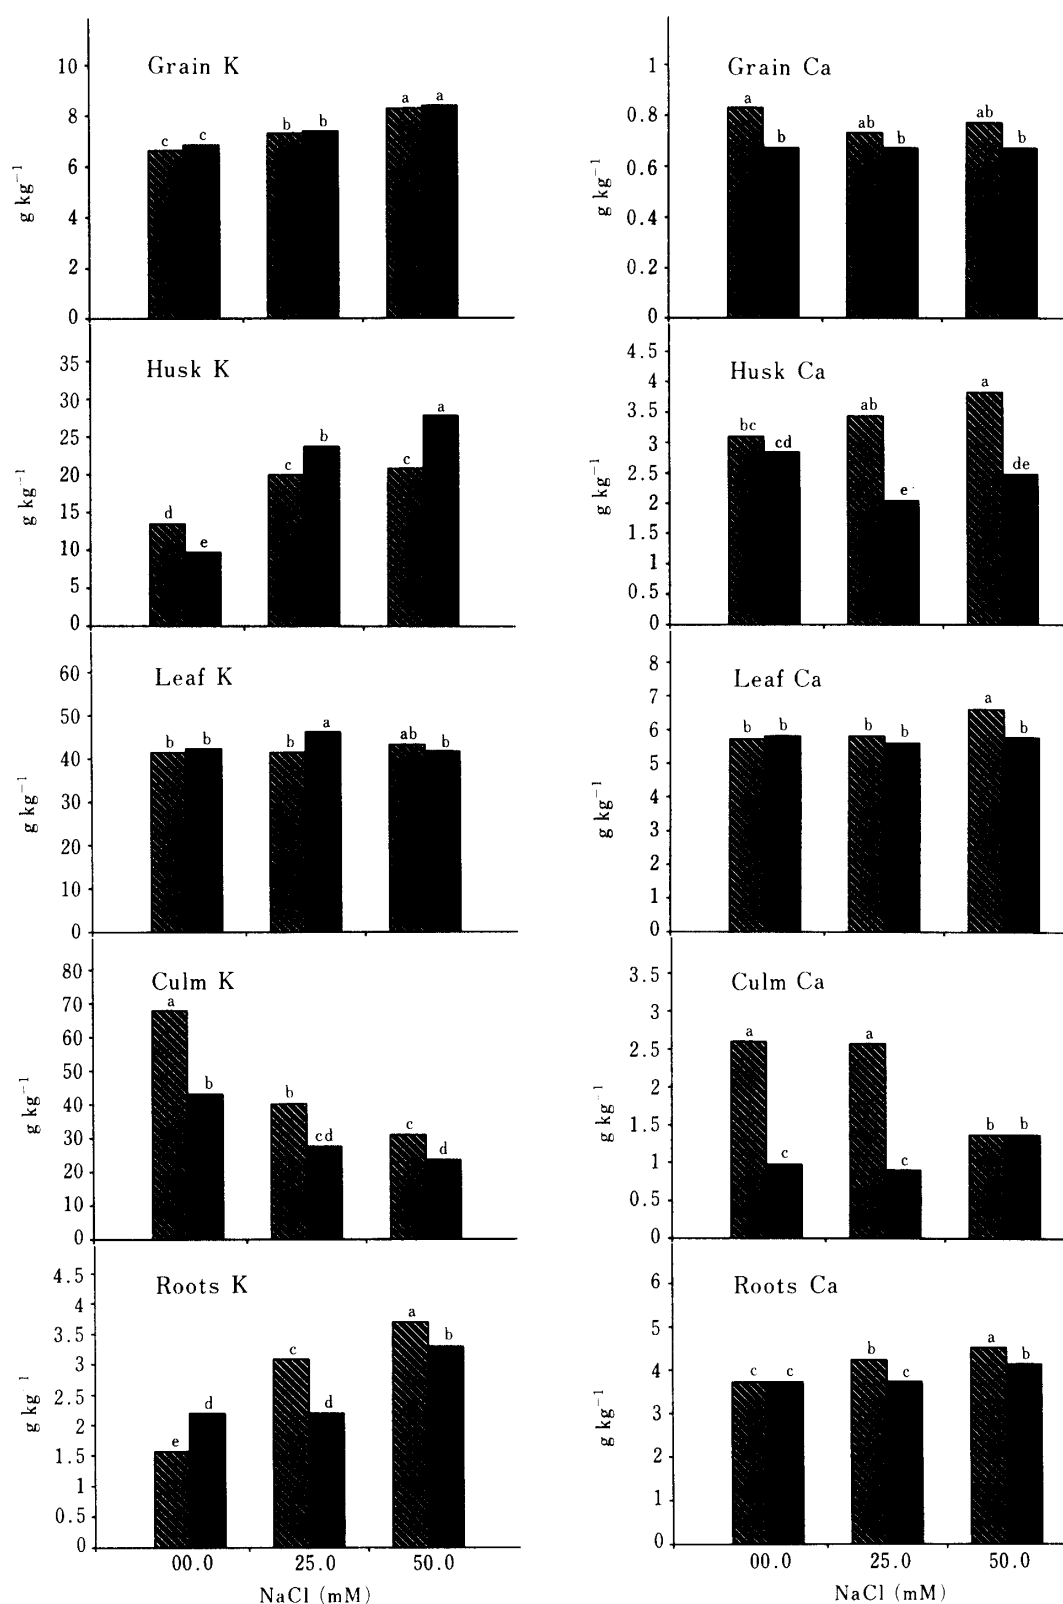 Grain K
10
8
6
4
2
0
g kg⁻¹
c c b b a a
Grain Ca
1
0.8
0.6
0.4
0.2
0
g kg⁻¹
a b ab b ab b
Husk K
35
30
25
20
15
10
5
0
g kg⁻¹
d e c b c a
Husk Ca
4.5
4
3.5
3
2.5
2
1.5
1
0.5
0
g kg⁻¹
bc cd ab e a de
Leaf K
60
50
40
30
20
10
0
g kg⁻¹
b b b a ab b
Leaf Ca
8
7
6
5
4
3
2
1
0
g kg⁻¹
b b b b a b
Culm K
80
70
60
50
40
30
20
10
0
g kg⁻¹
a b b cd c d
Culm Ca
3.5
3
2.5
2
1.5
1
0.5
0
g kg⁻¹
a c a c b b
Roots K
4.5
4
3.5
3
2.5
2
1.5
1
0.5
0
g kg⁻¹
e d c d a b
00.0 25.0 50.0
NaCl (mM)
Roots Ca
6
5
4
3
2
1
0
g kg⁻¹
c c b c a b
00.0 25.0 50.0
NaCl (mM)